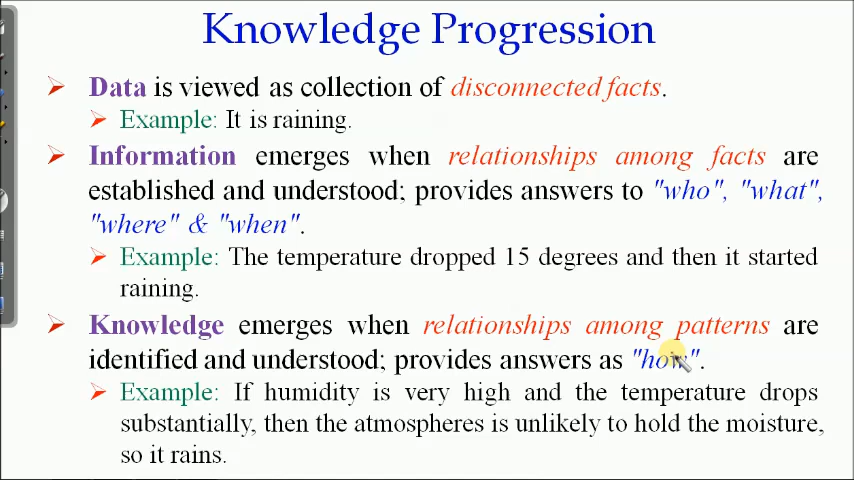 Knowledge Progression
Data is viewed as collection of disconnected facts.
Example: It is raining.
Information emerges when relationships among facts are
established and understood; provides answers to "who", "what",
"where" & "when".
Example: The temperature dropped 15 degrees and then it started
raining.
Knowledge emerges when relationships among patterns are
identified and understood; provides answers as "how".
Example: If humidity is very high and the temperature drops
substantially, then the atmospheres is unlikely to hold the moisture,
so it rains.